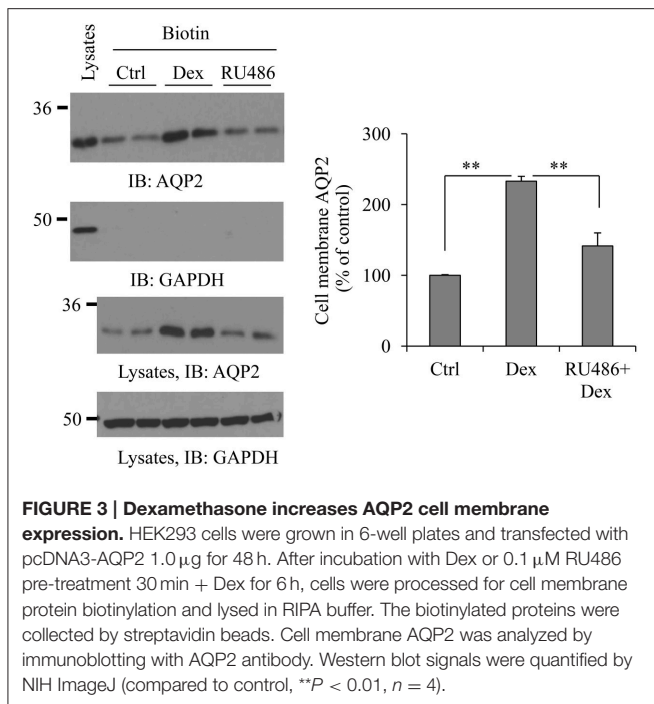 Lysates
Biotin
Ctrl Dex RU486
36
IB: AQP2
50
IB: GAPDH
36
Lysates, IB: AQP2
50
Lysates, IB: GAPDH
Cell membrane AQP2
(% of control)
300
250
200
100
0
**
**
Ctrl
Dex
RU486+
Dex
FIGURE 3 | Dexamethasone increases AQP2 cell membrane
expression. HEK293 cells were grown in 6-well plates and transfected with
pcDNA3-AQP2 1.0 μg for 48 h. After incubation with Dex or 0.1 μM RU486
pre-treatment 30 min + Dex for 6 h, cells were processed for cell membrane
protein biotinylation and lysed in RIPA buffer. The biotinylated proteins were
collected by streptavidin beads. Cell membrane AQP2 was analyzed by
immunoblotting with AQP2 antibody. Western blot signals were quantified by
NIH ImageJ (compared to control, **P < 0.01, n = 4).